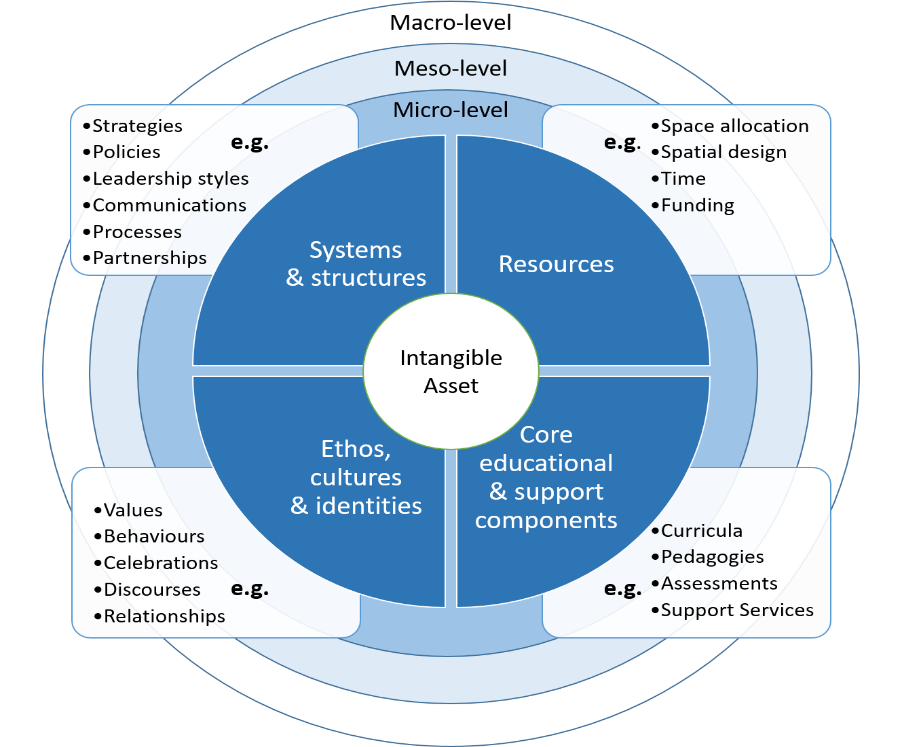 Macro-level
Meso-level
Micro-level
•Strategies
•Policies
•Leadership styles
•Communications
•Processes
•Partnerships
e.g.
e.g.
•Space allocation
•Spatial design
•Time
•Funding
Systems
& structures
Resources
Intangible
Asset
Ethos,
cultures
& identities
Core
educational
& support
components
•Values
•Behaviours
•Celebrations
•Discourses
•Relationships
e.g.
e.g.
•Curricula
•Pedagogies
•Assessments
•Support Services